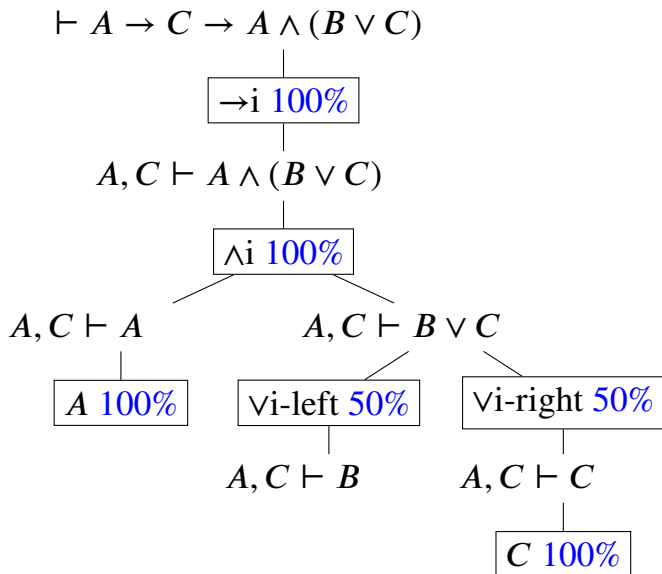 ⊢ A → C → A ∧ (B ∨ C)
→i 100%
A, C ⊢ A ∧ (B ∨ C)
∧i 100%
A, C ⊢ A
A, C ⊢ B ∨ C
A 100%
∨i-left 50%
∨i-right 50%
A, C ⊢ B
A, C ⊢ C
C 100%